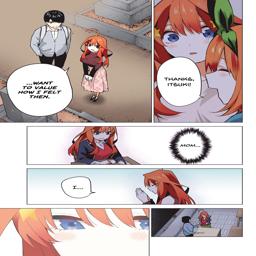 ...WANT
TO VALUE
HOW I FELT
THEN.
THANKS,
ITSUKI!
MOM...
I...